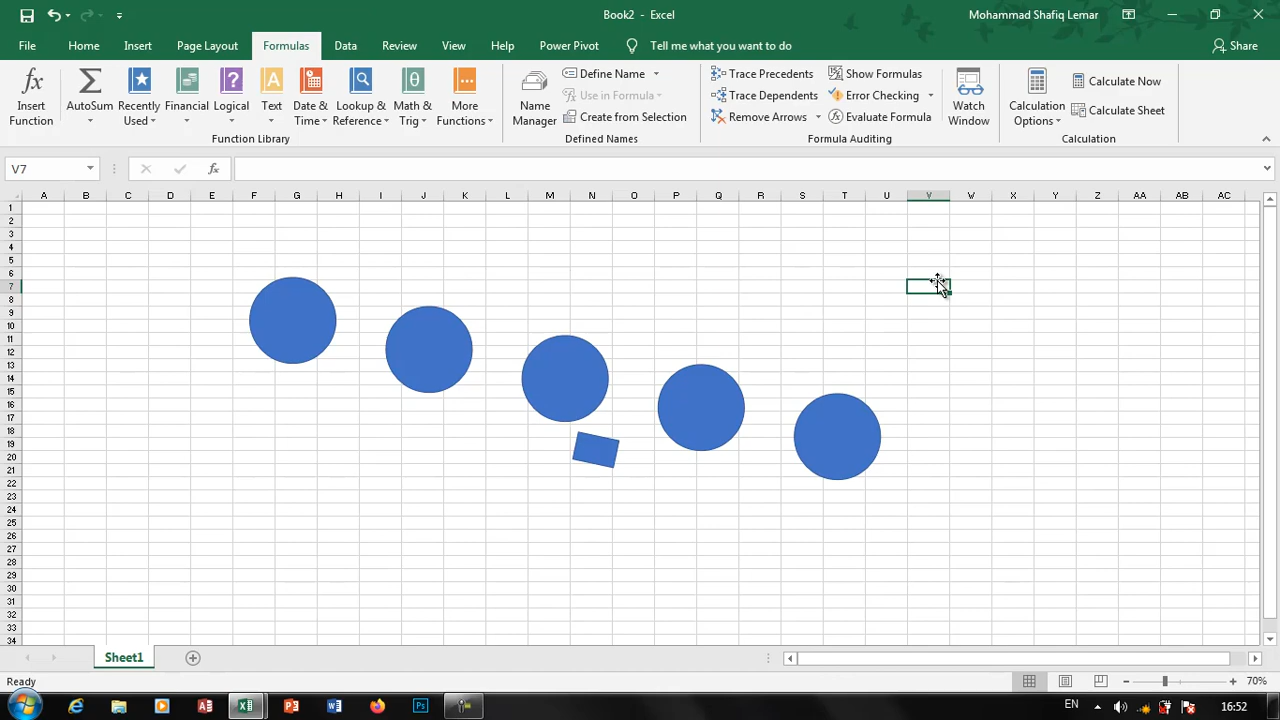 Book2 - Excel
Mohammad Shafiq Lemar
File Home Insert Page Layout Formulas Data Review View Help Power Pivot Tell me what you want to do Share
Insert Function
AutoSum
Recently Used
Financial
Logical
Text
Date & Time
Lookup & Reference
Math & Trig
More Functions
Function Library
Name Manager
Define Name
Use in Formula
Create from Selection
Defined Names
Trace Precedents
Trace Dependents
Remove Arrows
Show Formulas
Error Checking
Evaluate Formula
Watch Window
Formula Auditing
Calculation Options
Calculate Now
Calculate Sheet
Calculation
V7 fx
A B C D E F G H I J K L M N O P Q R S T U V W X Y Z AA AB AC
1
2
3
4
5
6
7
8
9
10
11
12
13
14
15
16
17
18
19
20
21
22
23
24
25
26
27
28
29
30
31
32
33
34
Sheet1
Ready 70%
EN 16:52